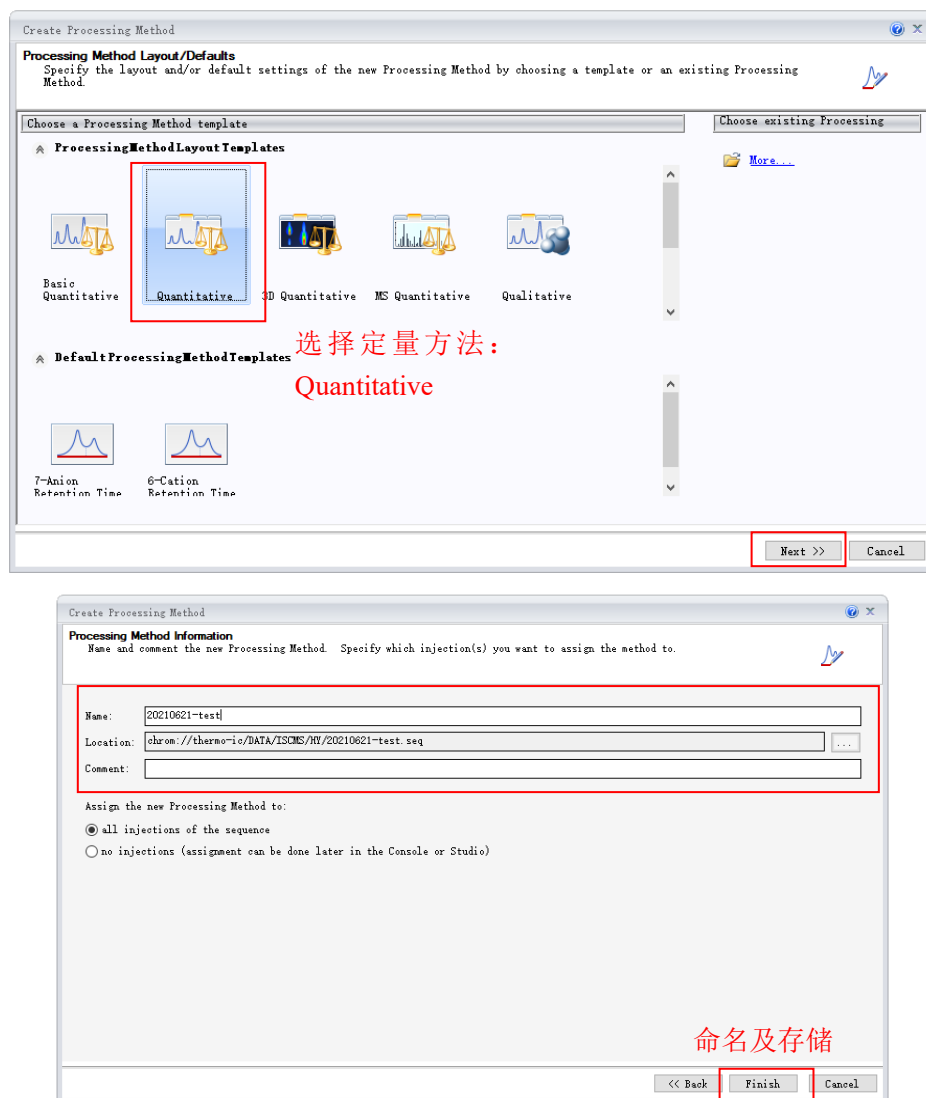 Create Processing Method
Processing Method Layout/Defaults
Specify the layout and/or default settings of the new Processing Method by choosing a template or an existing Processing
Method.
Choose a Processing Method template
Choose existing Processing
ProcessingMethodLayoutTemplates
More...
Basic
Quantitative
Quantitative
3D Quantitative
MS Quantitative
Qualitative
选择定量方法：
Quantitative
DefaultProcessingMethodTemplates
7-Anion
Retention Time
6-Cation
Retention Time
Next >>
Cancel
Create Processing Method
Processing Method Information
Name and comment the new Processing Method. Specify which injection(s) you want to assign the method to.
Name: 20210621-test
Location: chrom://thermo-ic/DATA/ISCMS/HY/20210621-test.seq
...
Comment:
Assign the new Processing Method to:
all injections of the sequence
no injections (assignment can be done later in the Console or Studio)
命名及存储
<< Back
Finish
Cancel